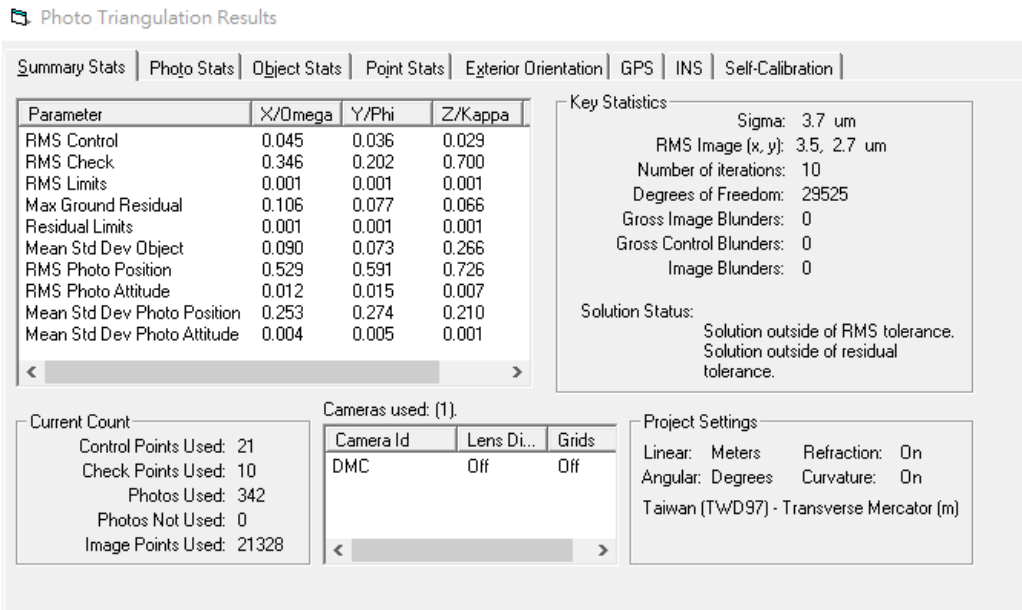 Photo Triangulation Results
Summary Stats Photo Stats Object Stats Point Stats Exterior Orientation GPS INS Self-Calibration
Parameter X/Omega Y/Phi Z/Kappa
RMS Control 0.045 0.036 0.029
RMS Check 0.346 0.202 0.700
RMS Limits 0.001 0.001 0.001
Max Ground Residual 0.106 0.077 0.066
Residual Limits 0.001 0.001 0.001
Mean Std Dev Object 0.090 0.073 0.266
RMS Photo Position 0.529 0.591 0.726
RMS Photo Attitude 0.012 0.015 0.007
Mean Std Dev Photo Position 0.253 0.274 0.210
Mean Std Dev Photo Attitude 0.004 0.005 0.001
Key Statistics
Sigma: 3.7 um
RMS Image (x, y): 3.5, 2.7 um
Number of iterations: 10
Degrees of Freedom: 29525
Gross Image Blunders: 0
Gross Control Blunders: 0
Image Blunders: 0
Solution Status:
Solution outside of RMS tolerance.
Solution outside of residual
tolerance.
Current Count
Control Points Used: 21
Check Points Used: 10
Photos Used: 342
Photos Not Used: 0
Image Points Used: 21328
Cameras used: (1).
Camera Id Lens Di... Grids
DMC Off Off
Project Settings
Linear: Meters Refraction: On
Angular: Degrees Curvature: On
Taiwan (TWD97) - Transverse Mercator (m)